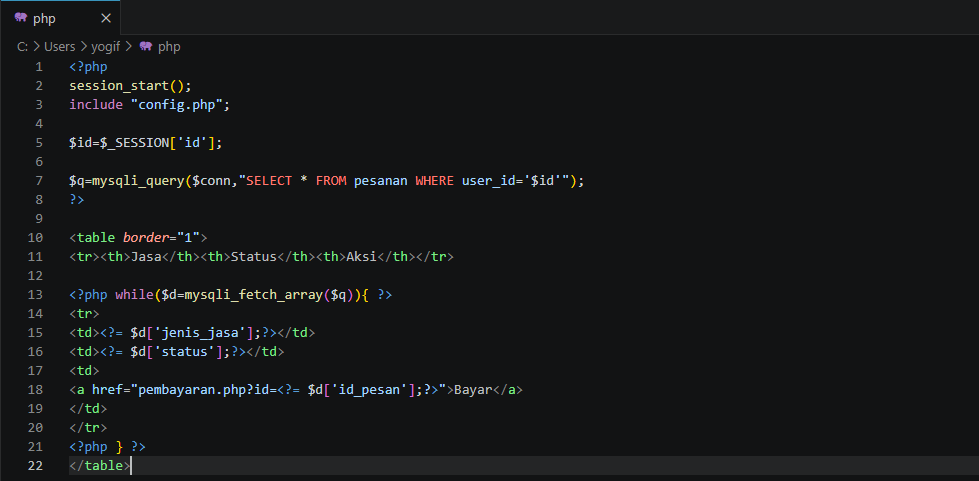 php
C: > Users > yogif > php
1 <?php
2 session_start();
3 include "config.php";
4
5 $id=$_SESSION['id'];
6
7 $q=mysqli_query($conn,"SELECT * FROM pesanan WHERE user_id='$id'");
8 ?>
9
10 <table border="1">
11 <tr><th>Jasa</th><th>Status</th><th>Aksi</th></tr>
12
13 <?php while($d=mysqli_fetch_array($q)){ ?>
14 <tr>
15 <td><?= $d['jenis_jasa'];?></td>
16 <td><?= $d['status'];?></td>
17 <td>
18 <a href="pembayaran.php?id=<?= $d['id_pesan'];?>">Bayar</a>
19 </td>
20 </tr>
21 <?php } ?>
22 </table>